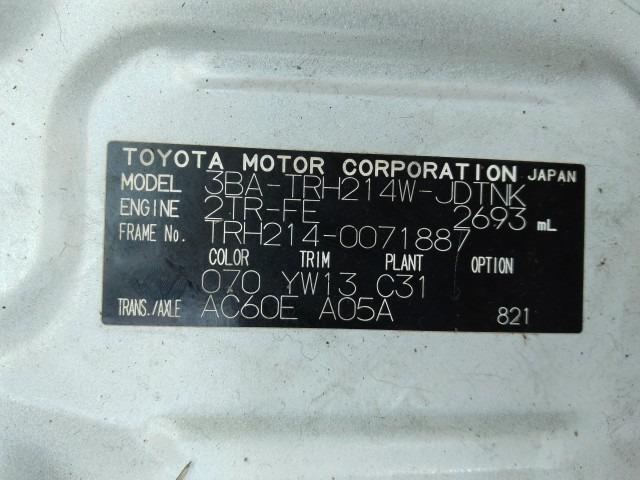 TOYOTA MOTOR CORPORATION JAPAN
MODEL 3BA-TRH214W-JDTNK
ENGINE 2TR-FE 2693 mL
FRAME No. TRH214-0071887
COLOR TRIM PLANT OPTION
070 YW13 C31
TRANS./AXLE AC60E A05A 821